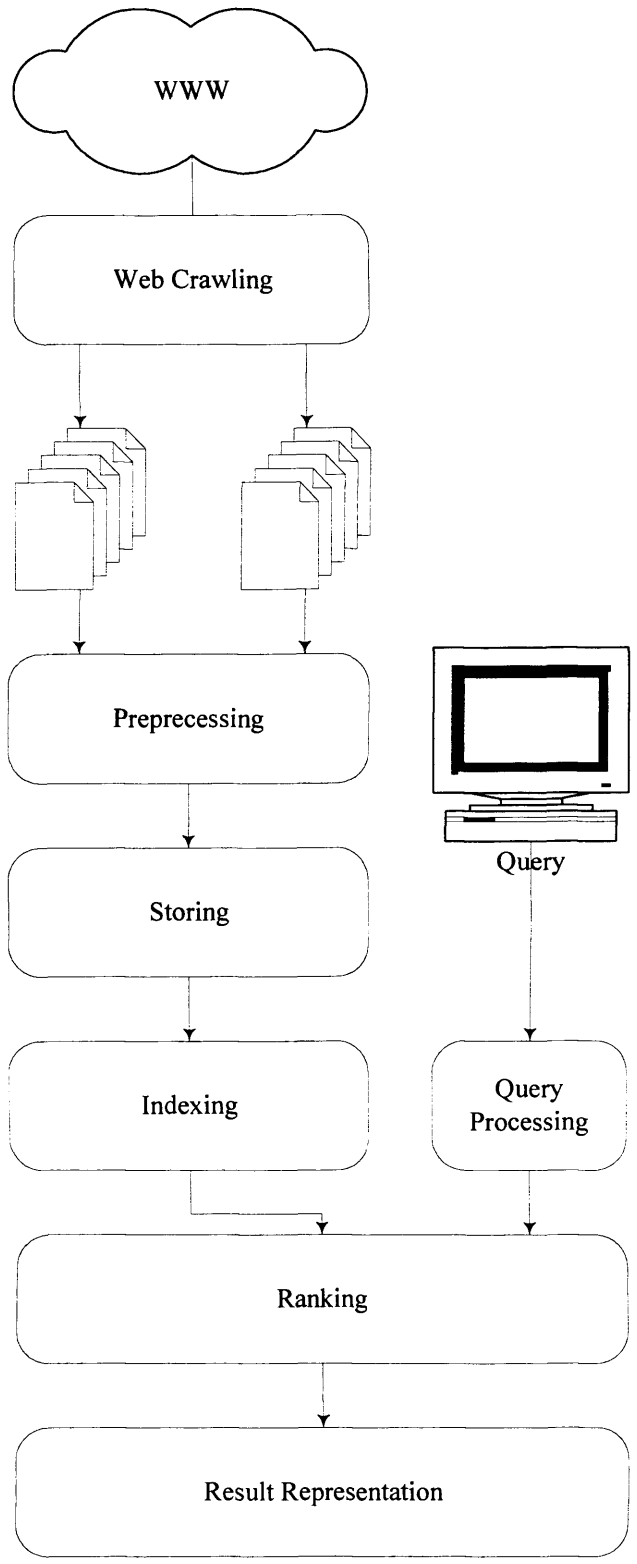 WWW
Web Crawling
Preprecessing
Query
Storing
Indexing
Query
Processing
Ranking
Result Representation